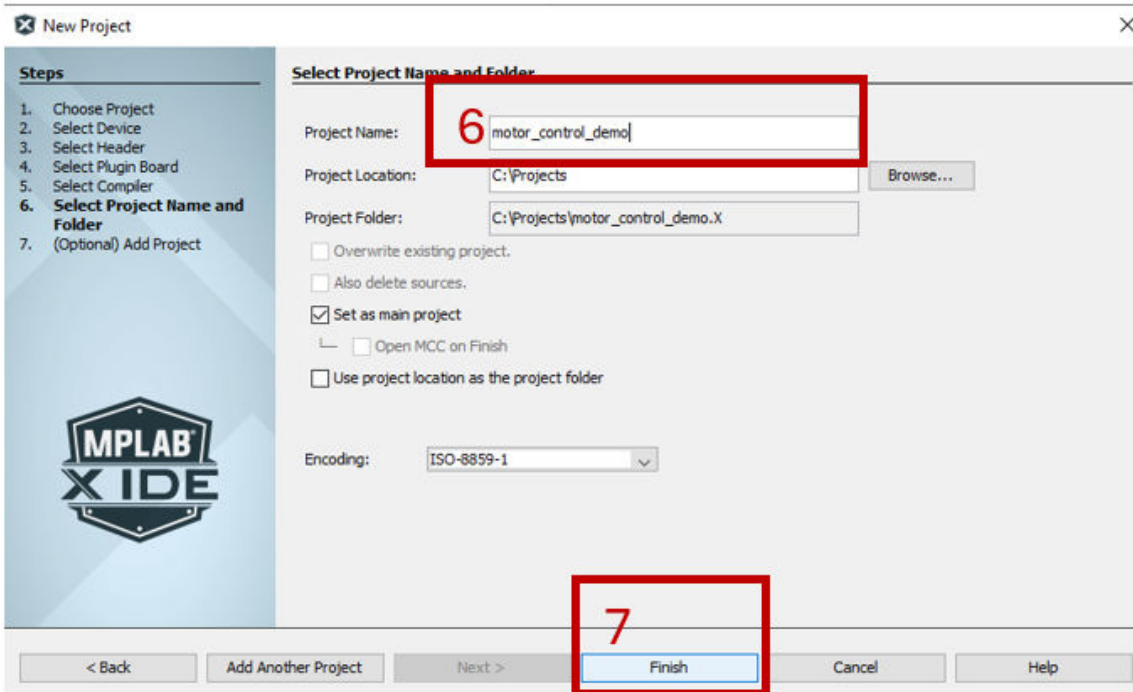 New Project
Steps
1. Choose Project
2. Select Device
3. Select Header
4. Select Plugin Board
5. Select Compiler
6. Select Project Name and
Folder
7. (Optional) Add Project
MPLAB
X IDE
Select Project Name and Folder
6
Project Name: motor_control_demo
Project Location: C:\Projects Browse...
Project Folder: C:\Projects\motor_control_demo.X
Overwrite existing project.
Also delete sources.
Set as main project
Open MCC on Finish
Use project location as the project folder
Encoding: ISO-8859-1
7
< Back Add Another Project Next > Finish Cancel Help